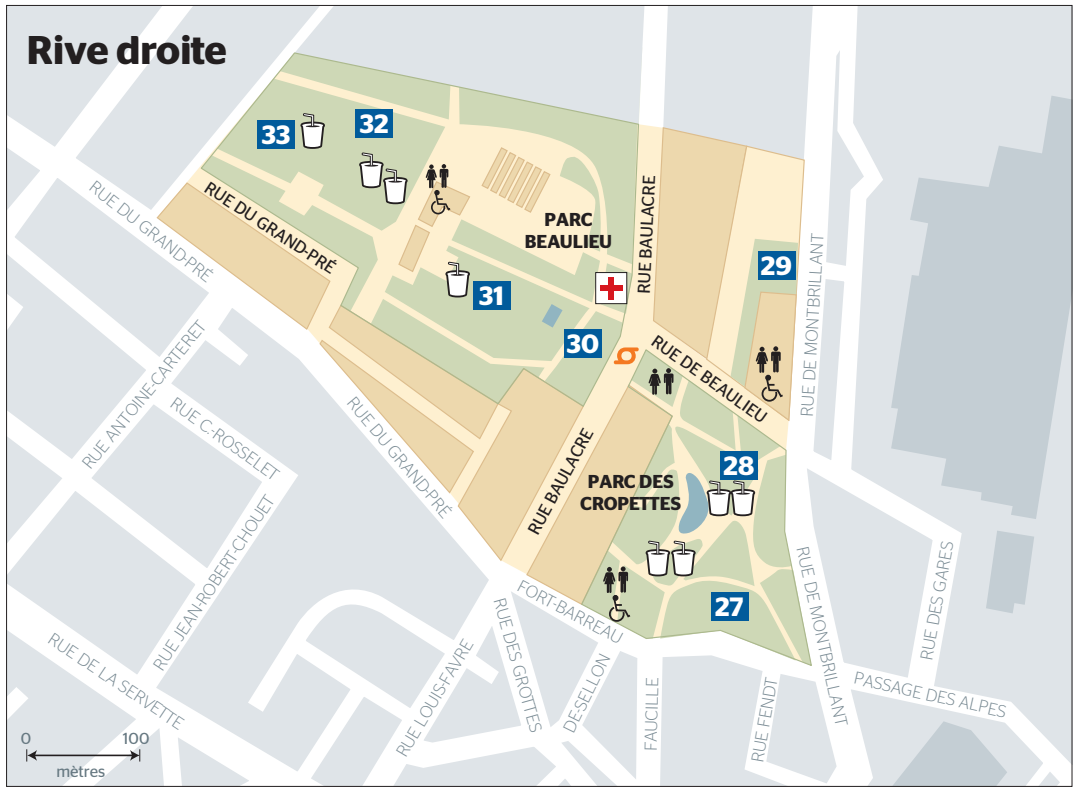 Rive droite
33
32
RUE DU GRAND-PRÉ
RUE DU GRAND-PRÉ
PARC
BEAULIEU
RUE BAULACRE
29
31
30
RUE DE MONTBRILLANT
RUE DE BEAULIEU
RUE ANTOINE-CARTERET
RUE C.-ROSSELET
RUE DU GRAND-PRÉ
RUE BAULACRE
28
PARC DES
CROPETTES
RUE JEAN-ROBERT-CHOUET
27
FORT-BARREAU
RUE DE MONTBRILLANT
RUE DES GARES
RUE DE LA SERVETTE
RUE LOUIS-FAVRE
RUE DES GROTTES
DE-SELLON
FAUCILLE
RUE FENDT
PASSAGE DES ALPES
0 100
mètres